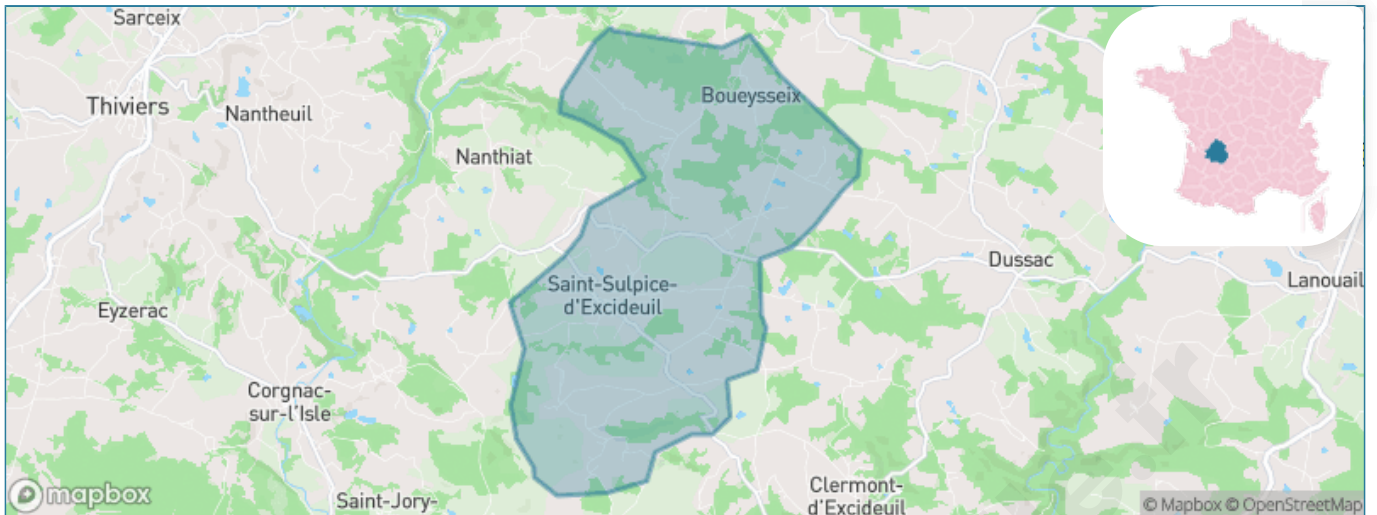 Sarceix
Thiviers
Nantheuil
Boueysseix
Nanthiat
Dussac
Saint-Sulpice-
d'Excideuil
Lanouail
Eyzerac
Corgnac-
sur-l'Isle
Clermont-
d'Excideuil
Saint-Jory-
mapbox
© Mapbox © OpenStreetMap